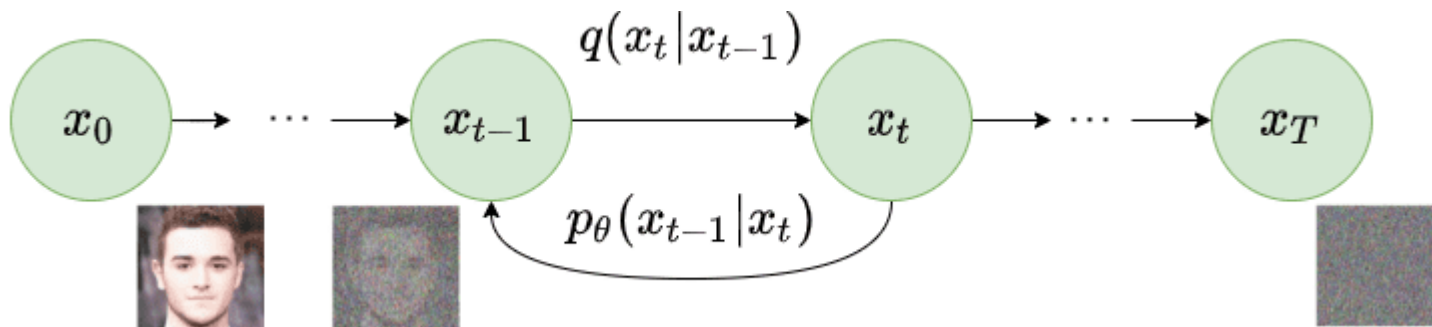 q(x_t|x_{t-1})
x_0 ... x_{t-1} x_t ... x_T
p_θ(x_{t-1}|x_t)